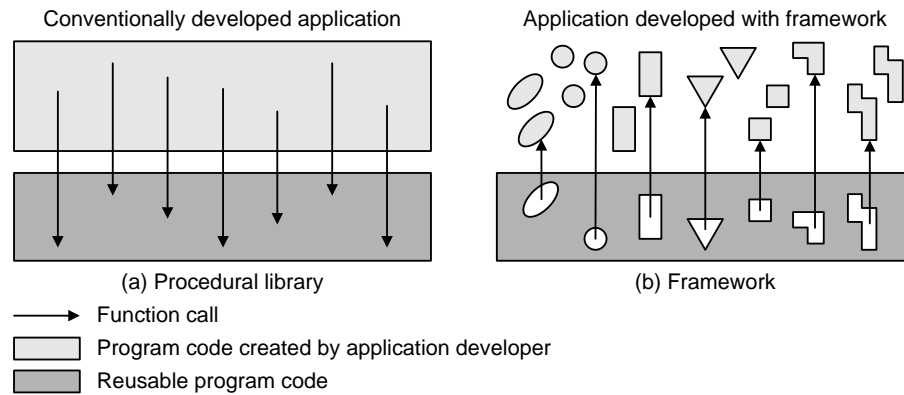 Conventionally developed application
Application developed with framework
(a) Procedural library
(b) Framework
Function call
Program code created by application developer
Reusable program code